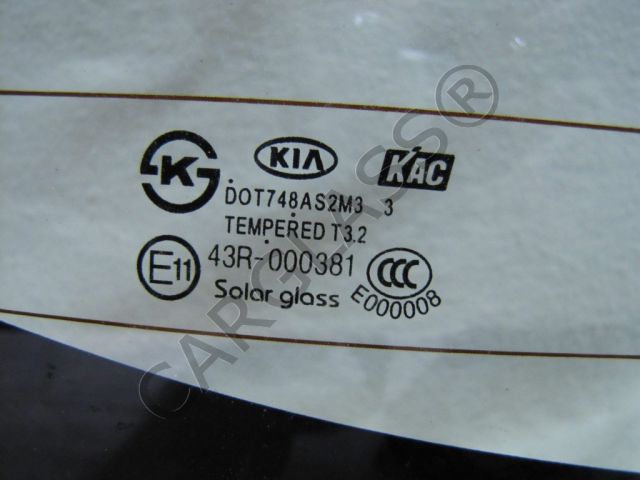 K KIA KAC
DOT748AS2M3 3
TEMPERED T3.2
E11 43R-000381 CCC
Solar glass E000008
CARGLASS®